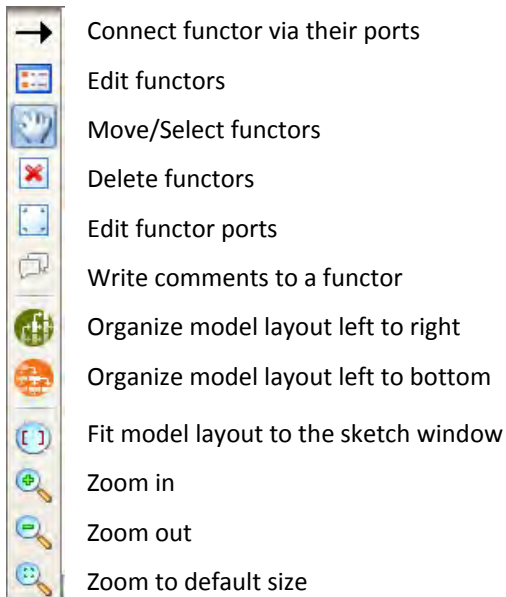 Connect functor via their ports
Edit functors
Move/Select functors
Delete functors
Edit functor ports
Write comments to a functor
Organize model layout left to right
Organize model layout left to bottom
Fit model layout to the sketch window
Zoom in
Zoom out
Zoom to default size